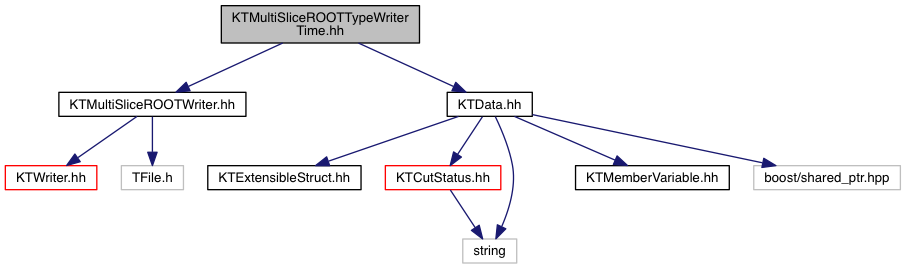 KTMultiSliceROOTTypeWriter
Time.hh
KTMultiSliceROOTWriter.hh
KTData.hh
KTWriter.hh
TFile.h
KTExtensibleStruct.hh
KTCutStatus.hh
KTMemberVariable.hh
boost/shared_ptr.hpp
string